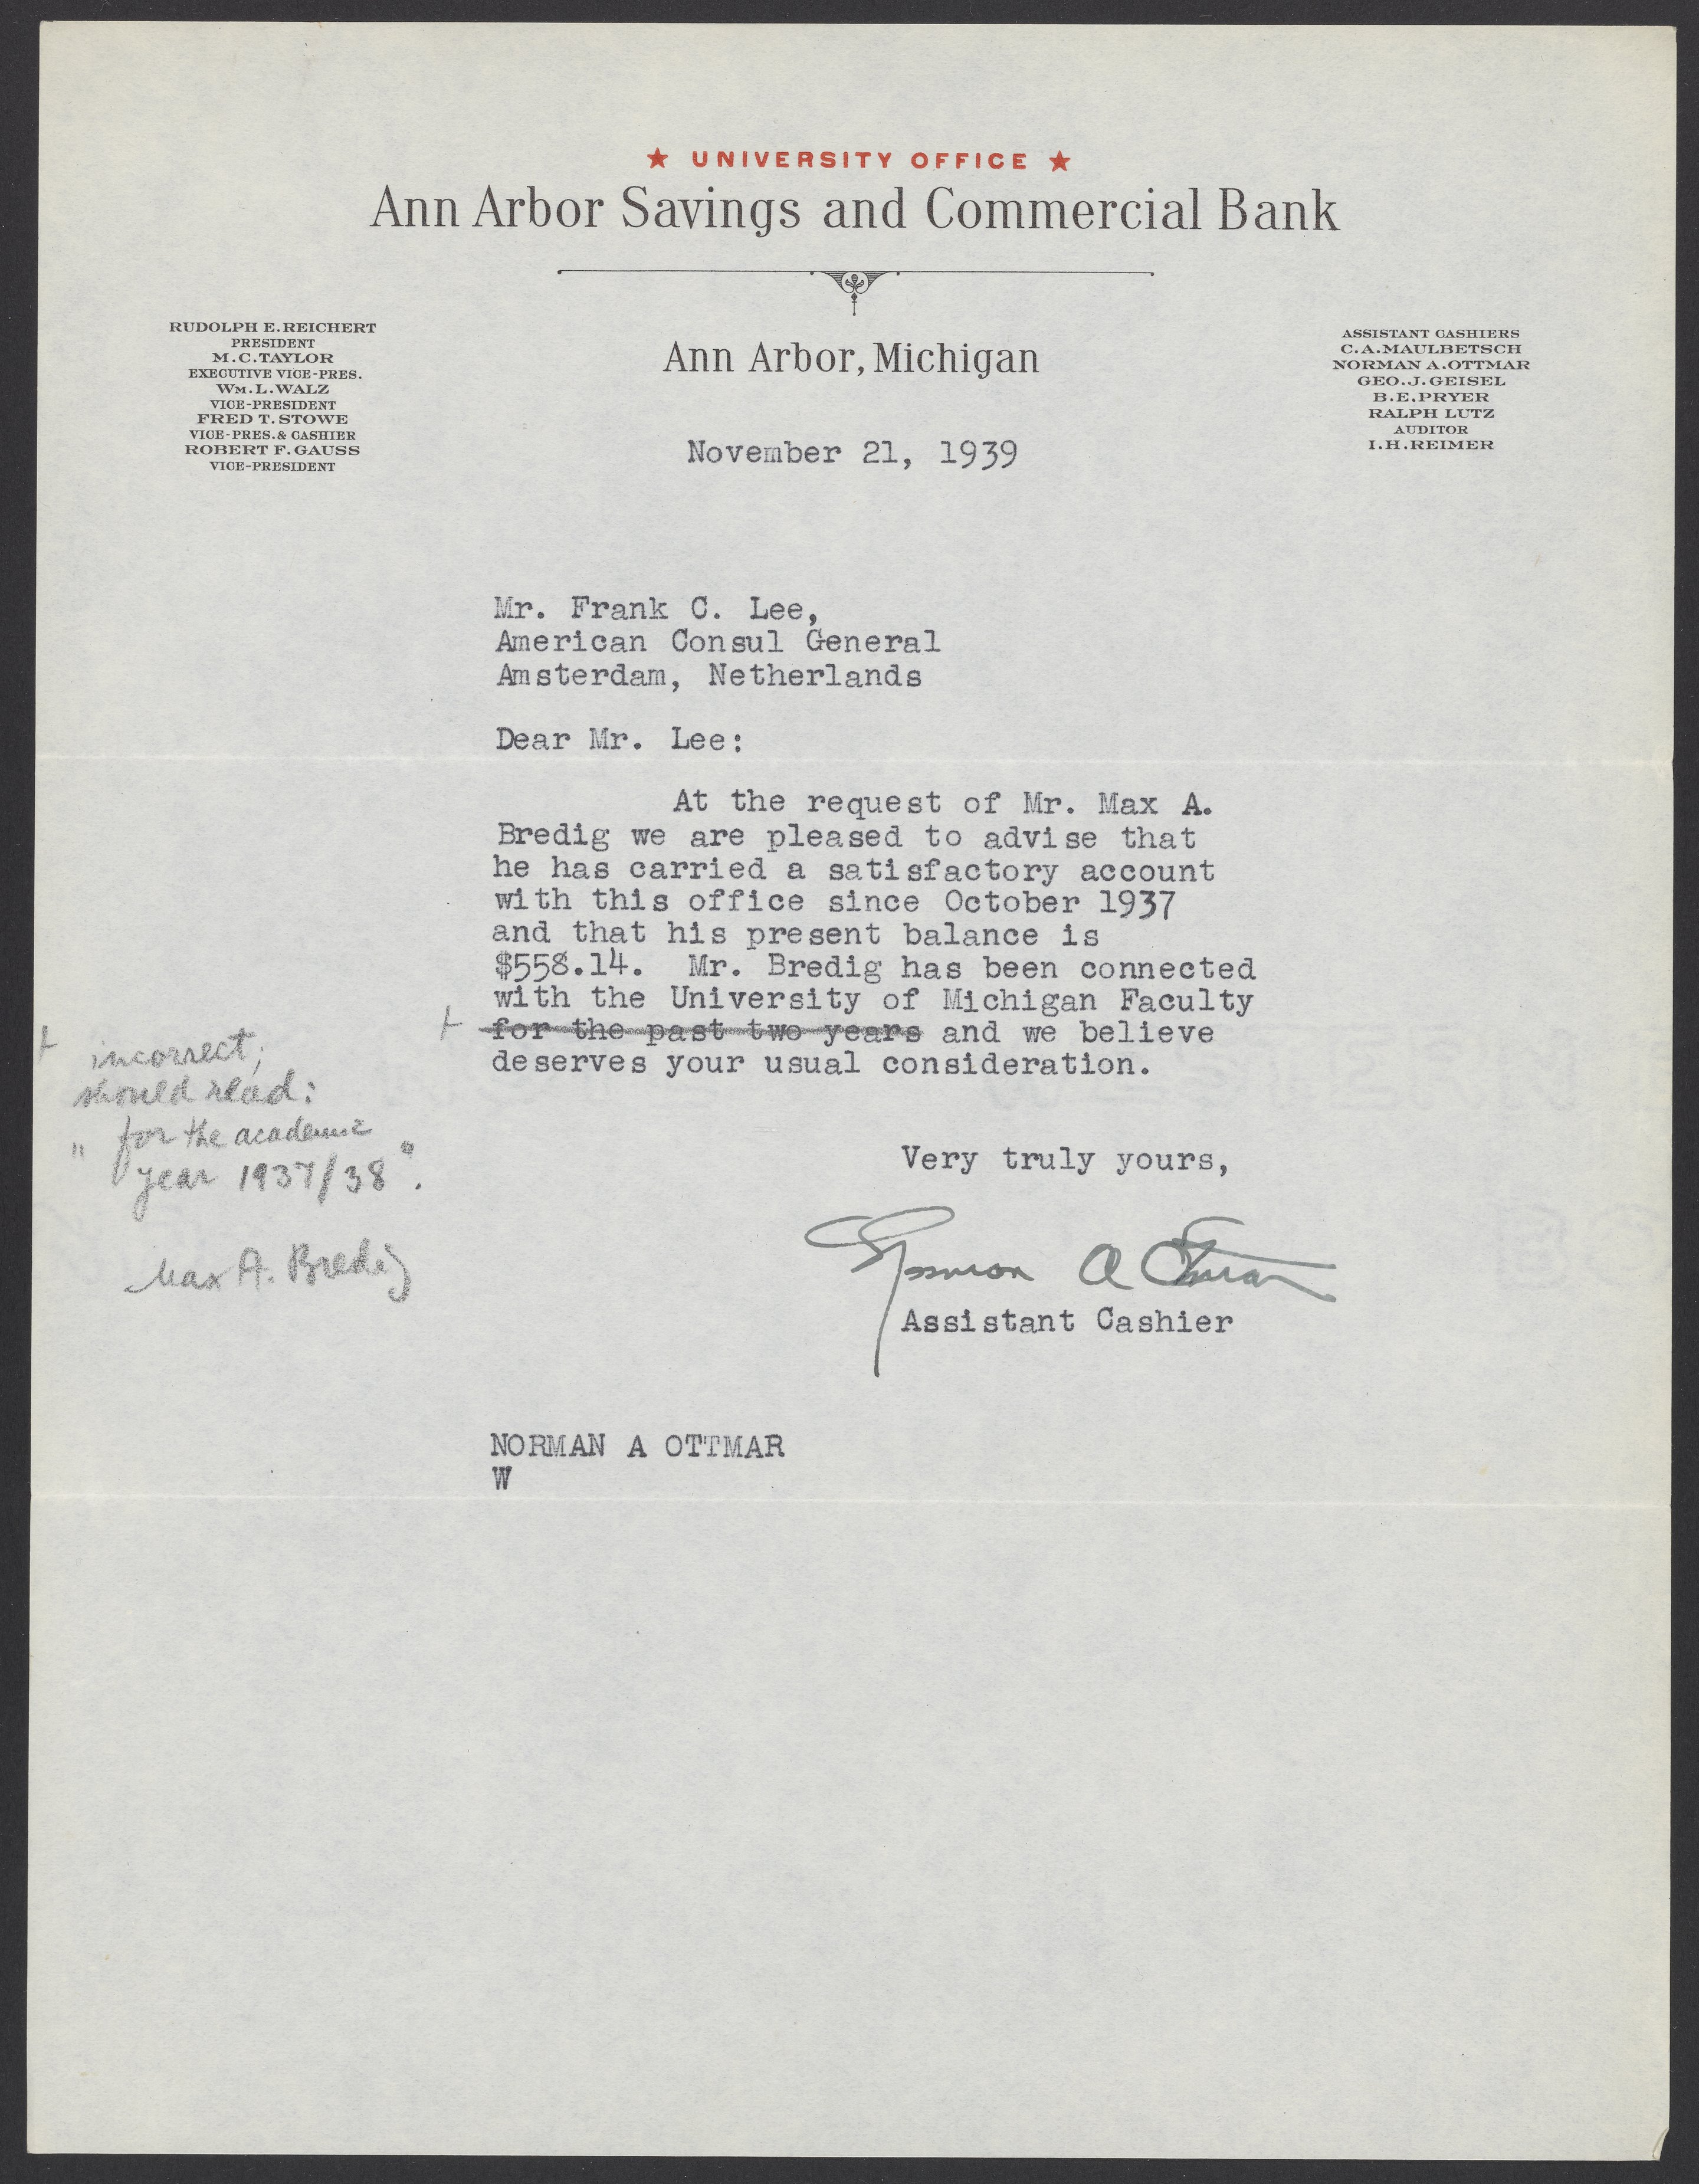 ★ UNIVERSITY OFFICE ★
Ann Arbor Savings and Commercial Bank
RUDOLPH E. REICHERT
PRESIDENT
M. C. TAYLOR
EXECUTIVE VICE-PRES.
WM. L. WALZ
VICE-PRESIDENT
FRED T. STOWE
VICE-PRES. & CASHIER
ROBERT F. GAUSS
VICE-PRESIDENT
Ann Arbor, Michigan
ASSISTANT CASHIERS
C. A. MAULBETSCH
NORMAN A. OTTMAR
GEO. J. GEISEL
B. E. PRYER
RALPH LUTZ
AUDITOR
I. H. REIMER
November 21, 1939
Mr. Frank C. Lee,
American Consul General
Amsterdam, Netherlands
Dear Mr. Lee:
At the request of Mr. Max A.
Bredig we are pleased to advise that
he has carried a satisfactory account
with this office since October 1937
and that his present balance is
$558.14. Mr. Bredig has been connected
with the University of Michigan Faculty
+ for the past two years and we believe
deserves your usual consideration.
+ incorrect;
should read:
" for the academic
year 1937/38".
Max A. Bredig
Very truly yours,
Norman A Ottmar
Assistant Cashier
NORMAN A OTTMAR
W